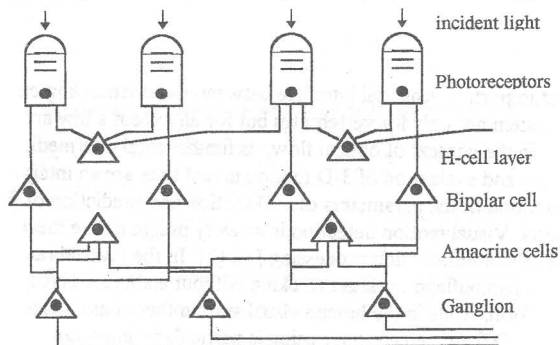 incident light
Photoreceptors
H-cell layer
Bipolar cell
Amacrine cells
Ganglion